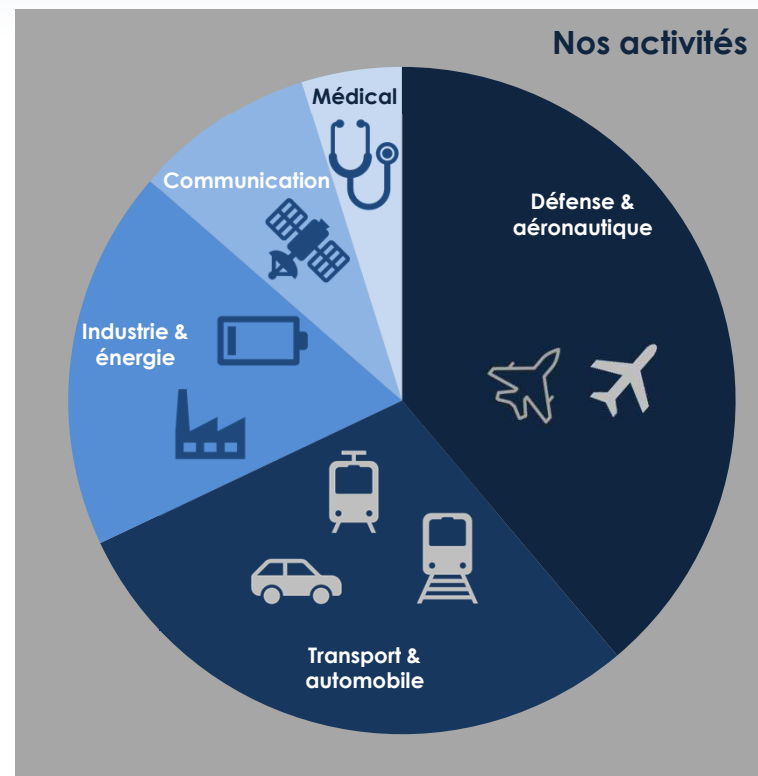 Nos activités
Médical
Communication
Défense &
aéronautique
Industrie &
énergie
Transport &
automobile